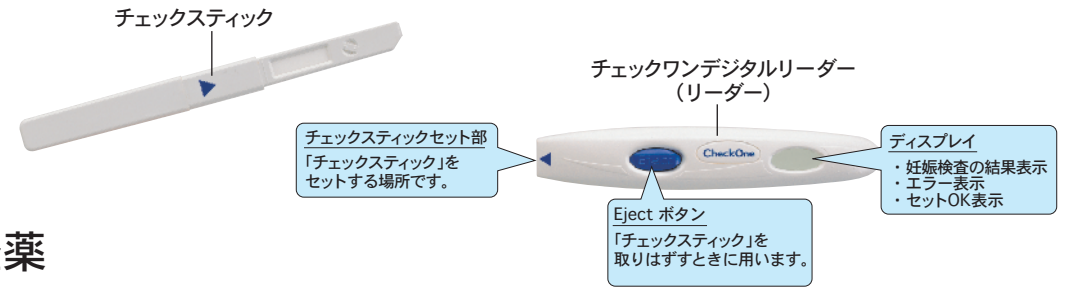 チェックスティック
チェックワンデジタルリーダー
（リーダー）
チェックスティックセット部
「チェックスティック」を
セットする場所です。
CheckOne
ディスプレイ
・妊娠検査の結果表示
・エラー表示
・セットOK表示
Eject ボタン
「チェックスティック」を
取りはずすときに用います。
薬